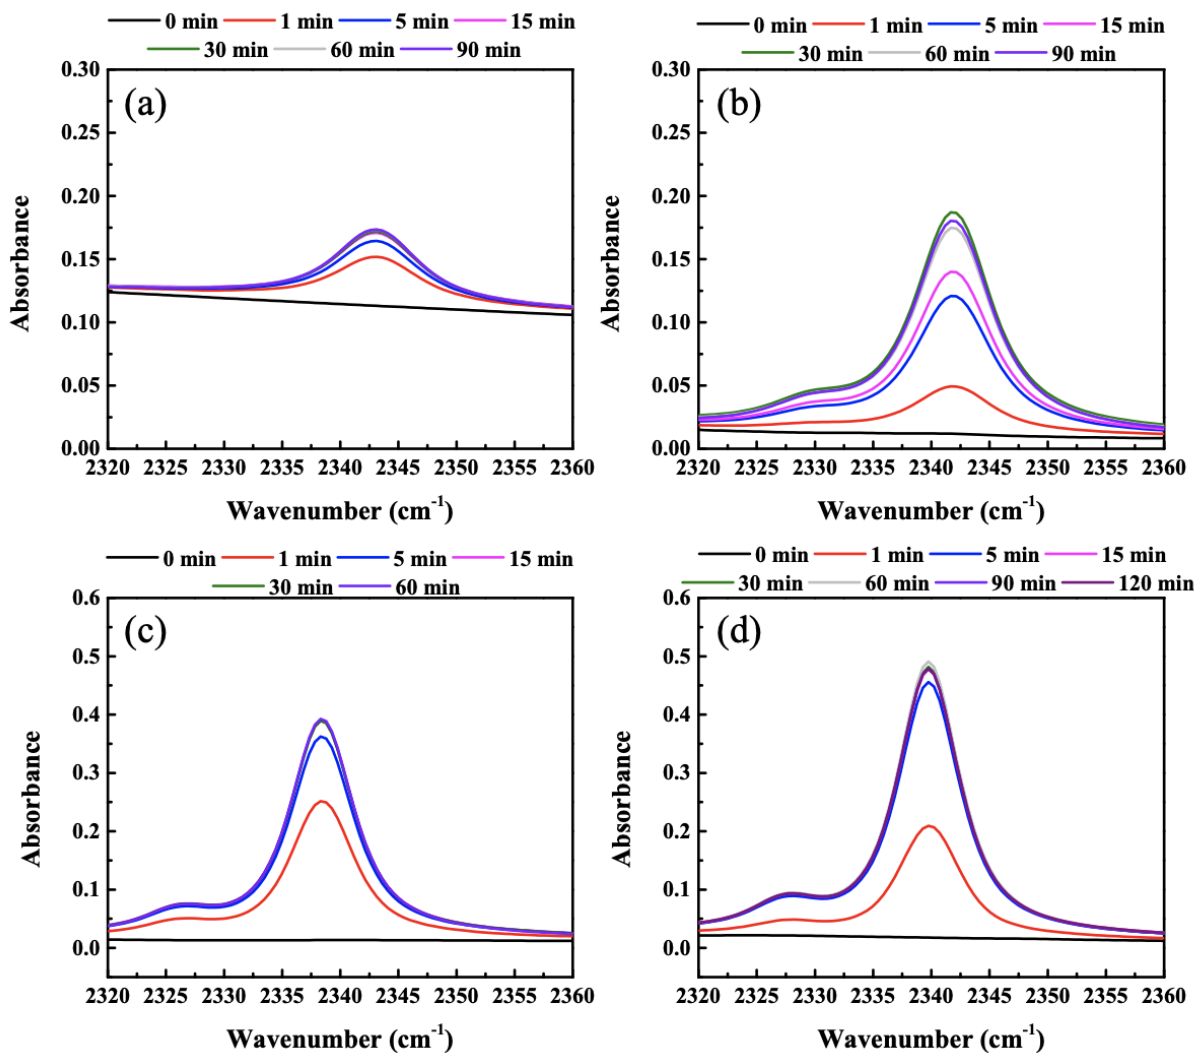 0 min 1 min 5 min 15 min
30 min 60 min 90 min
(a)
0.30
0.25
0.20
0.15
0.10
0.05
0.00
Absorbance
2320 2325 2330 2335 2340 2345 2350 2355 2360
Wavenumber (cm⁻¹)
0 min 1 min 5 min 15 min
30 min 60 min 90 min
(b)
0.30
0.25
0.20
0.15
0.10
0.05
0.00
Absorbance
2320 2325 2330 2335 2340 2345 2350 2355 2360
Wavenumber (cm⁻¹)
0 min 1 min 5 min 15 min
30 min 60 min
(c)
0.6
0.5
0.4
0.3
0.2
0.1
0.0
Absorbance
2320 2325 2330 2335 2340 2345 2350 2355 2360
Wavenumber (cm⁻¹)
0 min 1 min 5 min 15 min
30 min 60 min 90 min 120 min
(d)
0.6
0.5
0.4
0.3
0.2
0.1
0.0
Absorbance
2320 2325 2330 2335 2340 2345 2350 2355 2360
Wavenumber (cm⁻¹)